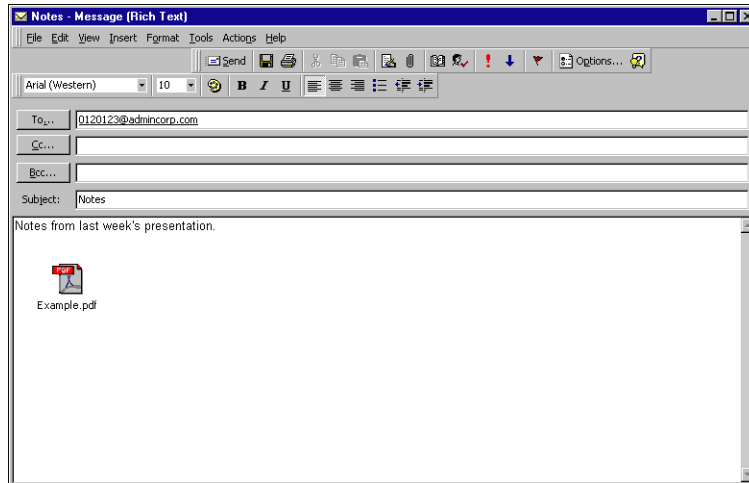 Notes - Message (Rich Text)
File Edit View Insert Format Tools Actions Help
Send Options...
Arial (Western) 10 B I U
To... 0120123@admincorp.com
Cc...
Bcc...
Subject: Notes
Notes from last week's presentation.
PDF
Example.pdf